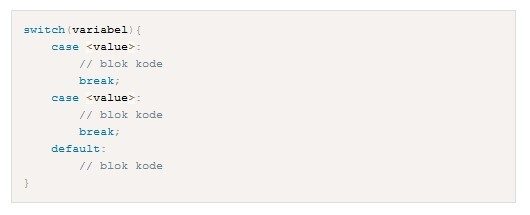 switch(variabel){
    case <value>:
        // blok kode
        break;
    case <value>:
        // blok kode
        break;
    default:
        // blok kode
}